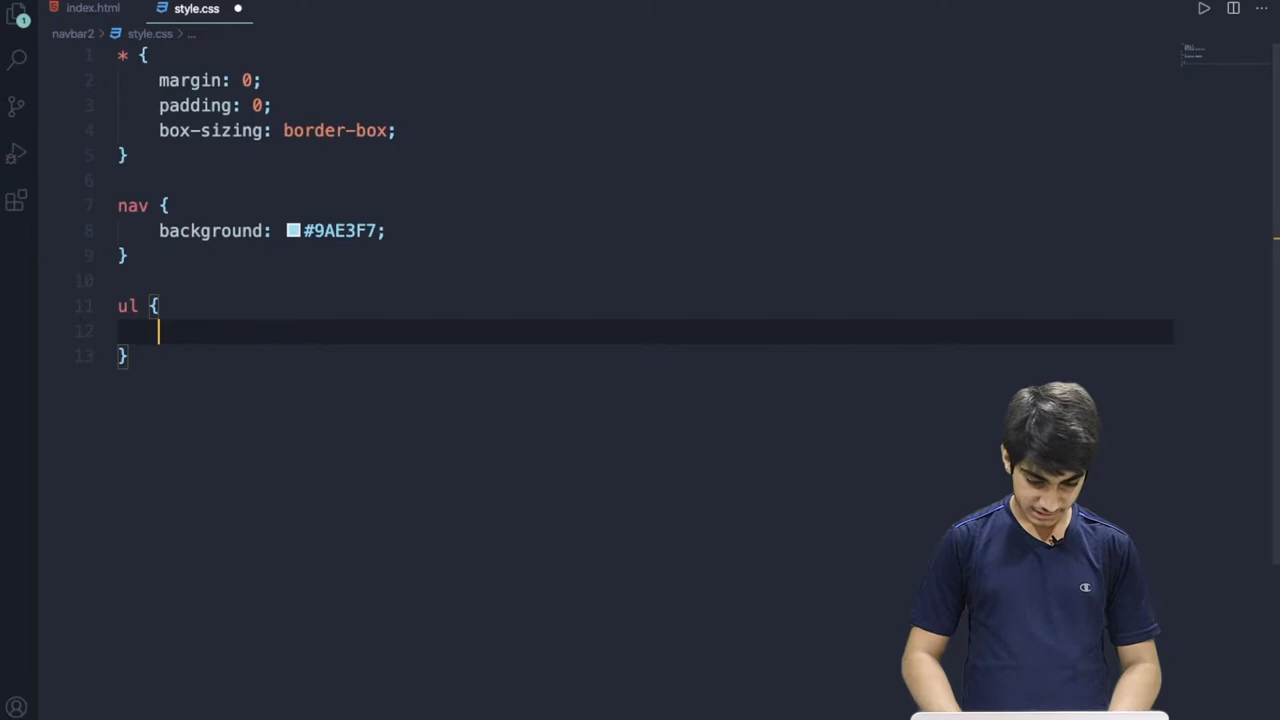 index.html
style.css
navbar2 > style.css > ...
1 * {
2 margin: 0;
3 padding: 0;
4 box-sizing: border-box;
5 }
6
7 nav {
8 background: #9AE3F7;
9 }
10
11 ul {
12
13 }
1